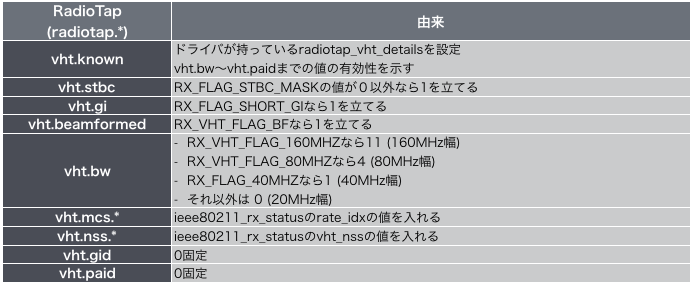 RadioTap
(radiotap.*)
由来
vht.known
ドライバが持っているradiotap_vht_detailsを設定
vht.bw〜vht.paidまでの値の有効性を示す
vht.stbc
RX_FLAG_STBC_MASKの値が０以外なら1を立てる
vht.gi
RX_FLAG_SHORT_GIなら1を立てる
vht.beamformed
RX_VHT_FLAG_BFなら1を立てる
vht.bw
- RX_VHT_FLAG_160MHZなら11 (160MHz幅)
- RX_VHT_FLAG_80MHZなら4 (80MHz幅)
- RX_FLAG_40MHZなら1 (40MHz幅)
- それ以外は 0 (20MHz幅)
vht.mcs.*
ieee80211_rx_statusのrate_idxの値を入れる
vht.nss.*
ieee80211_rx_statusのvht_nssの値を入れる
vht.gid
0固定
vht.paid
0固定